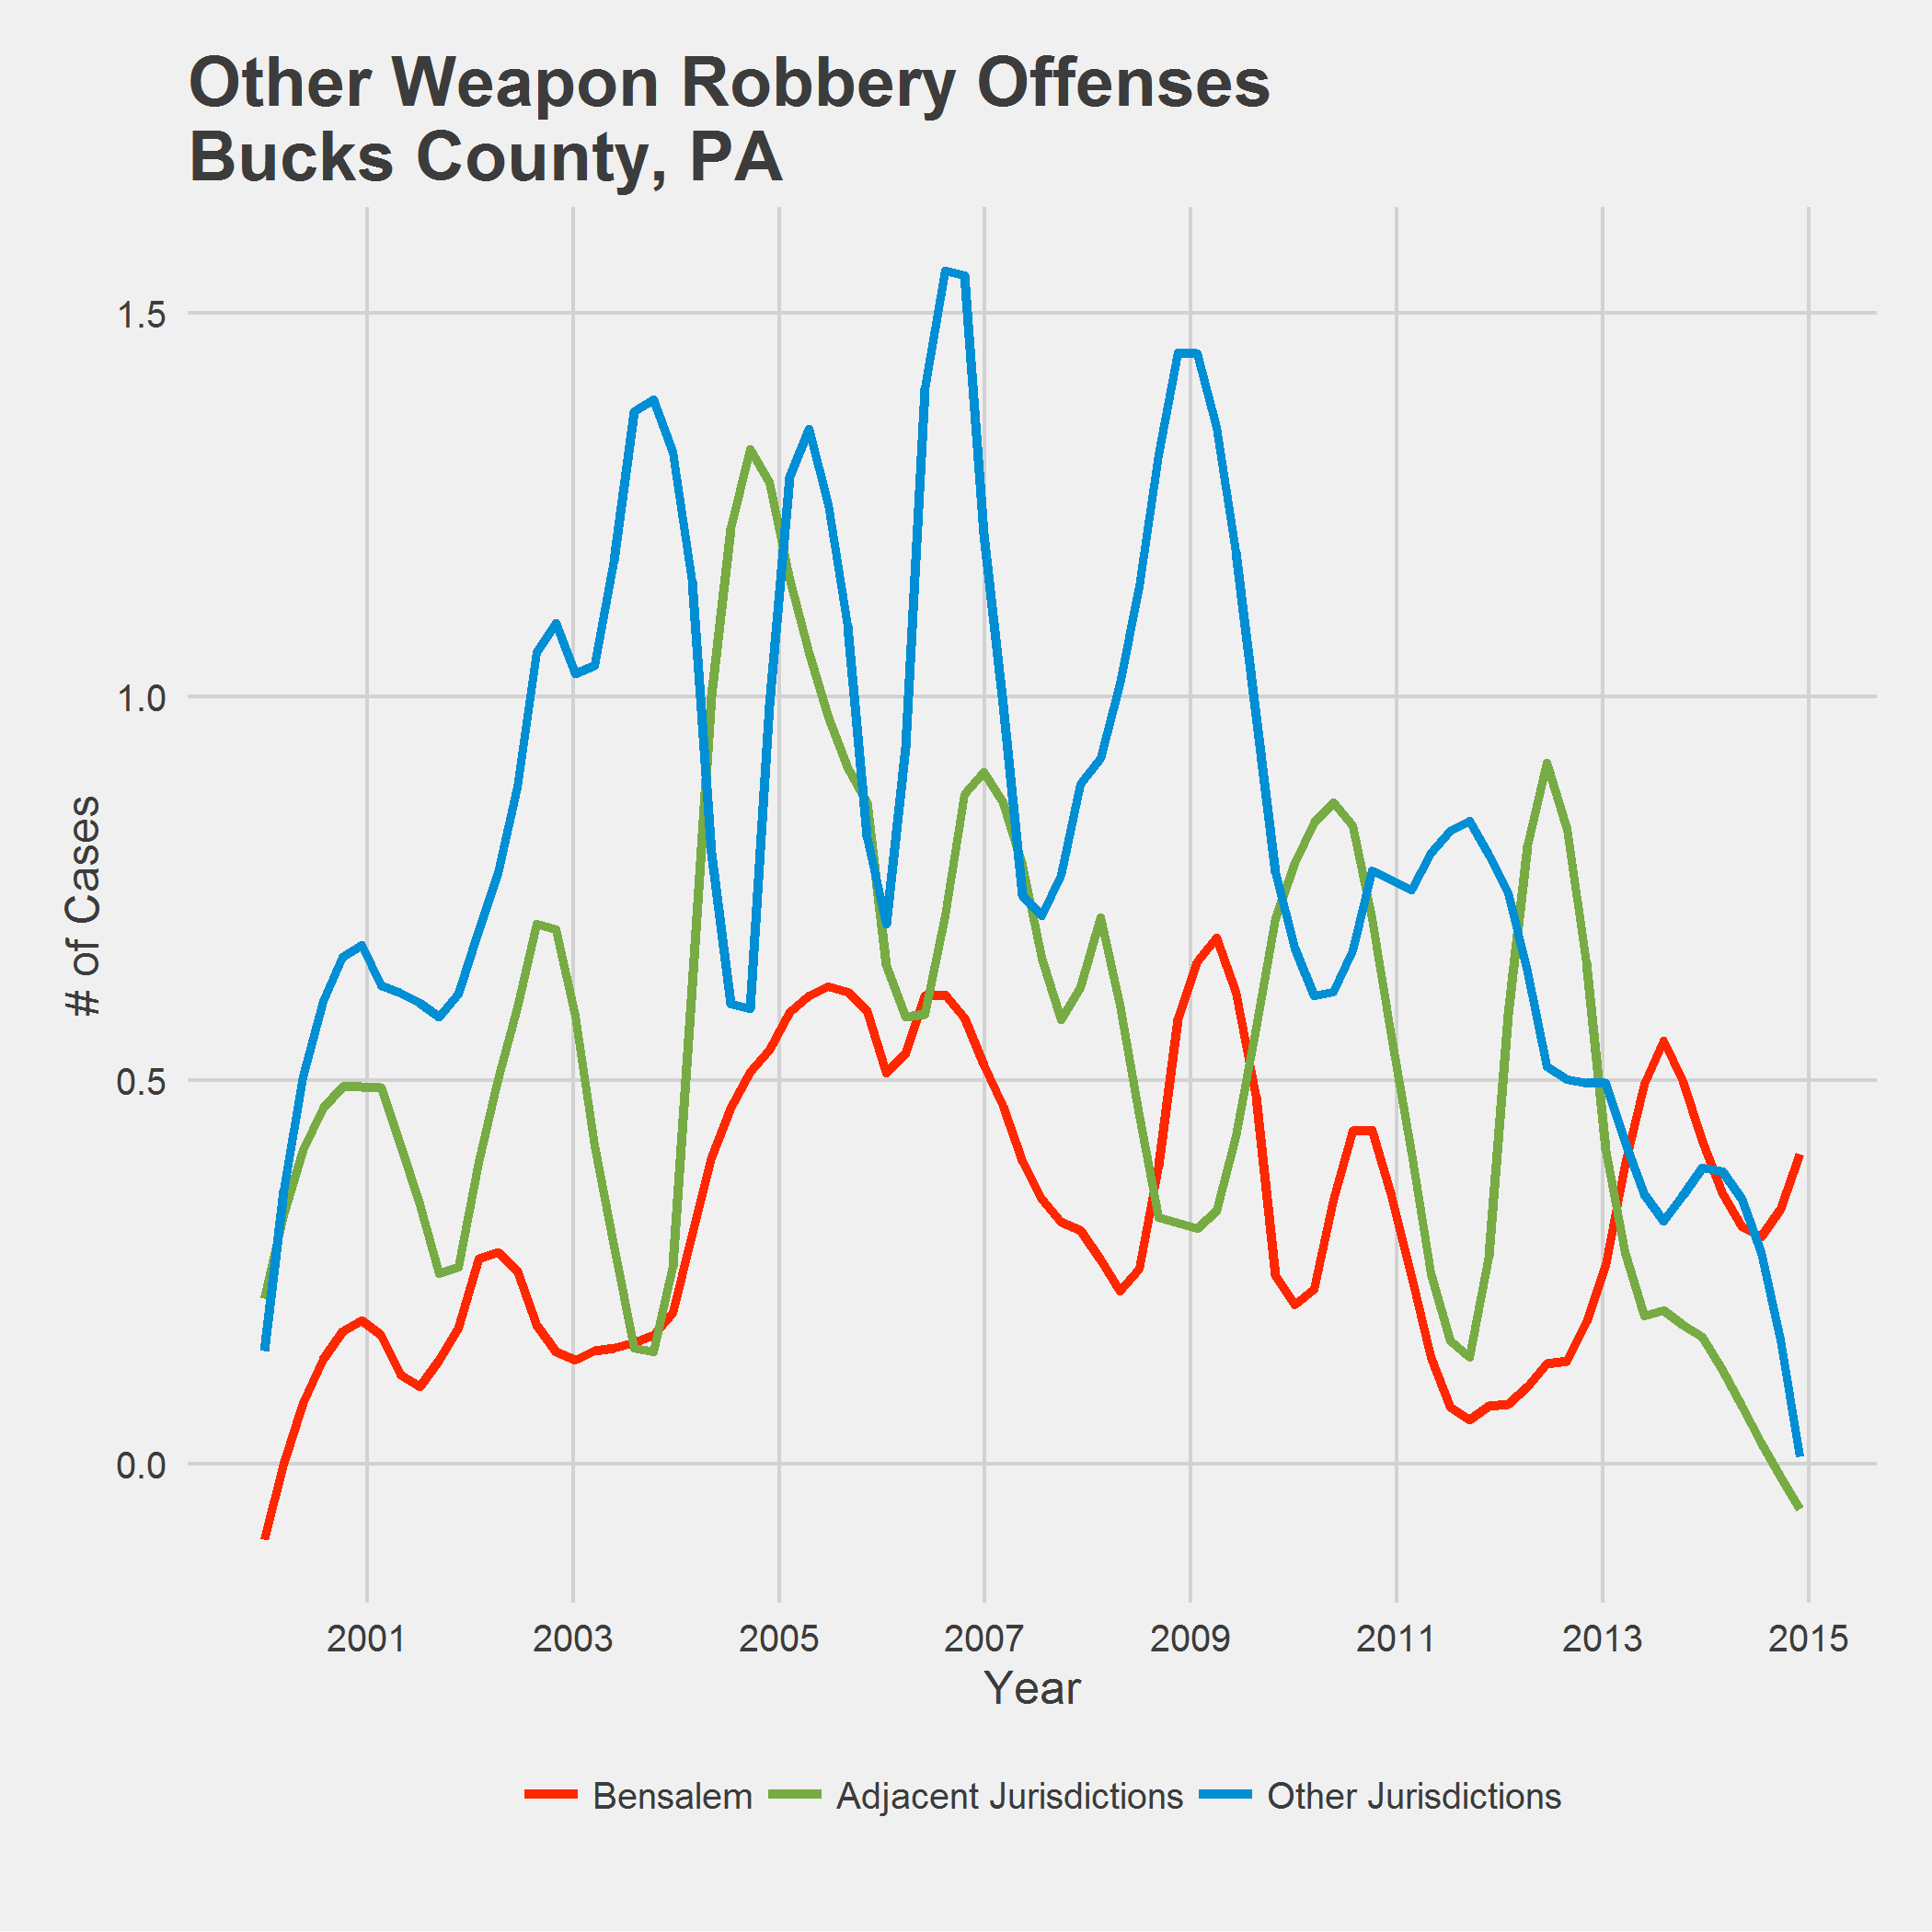 Other Weapon Robbery Offenses
Bucks County, PA
1.5
1.0
0.5
0.0
# of Cases
2001 2003 2005 2007 2009 2011 2013 2015
Year
Bensalem Adjacent Jurisdictions Other Jurisdictions